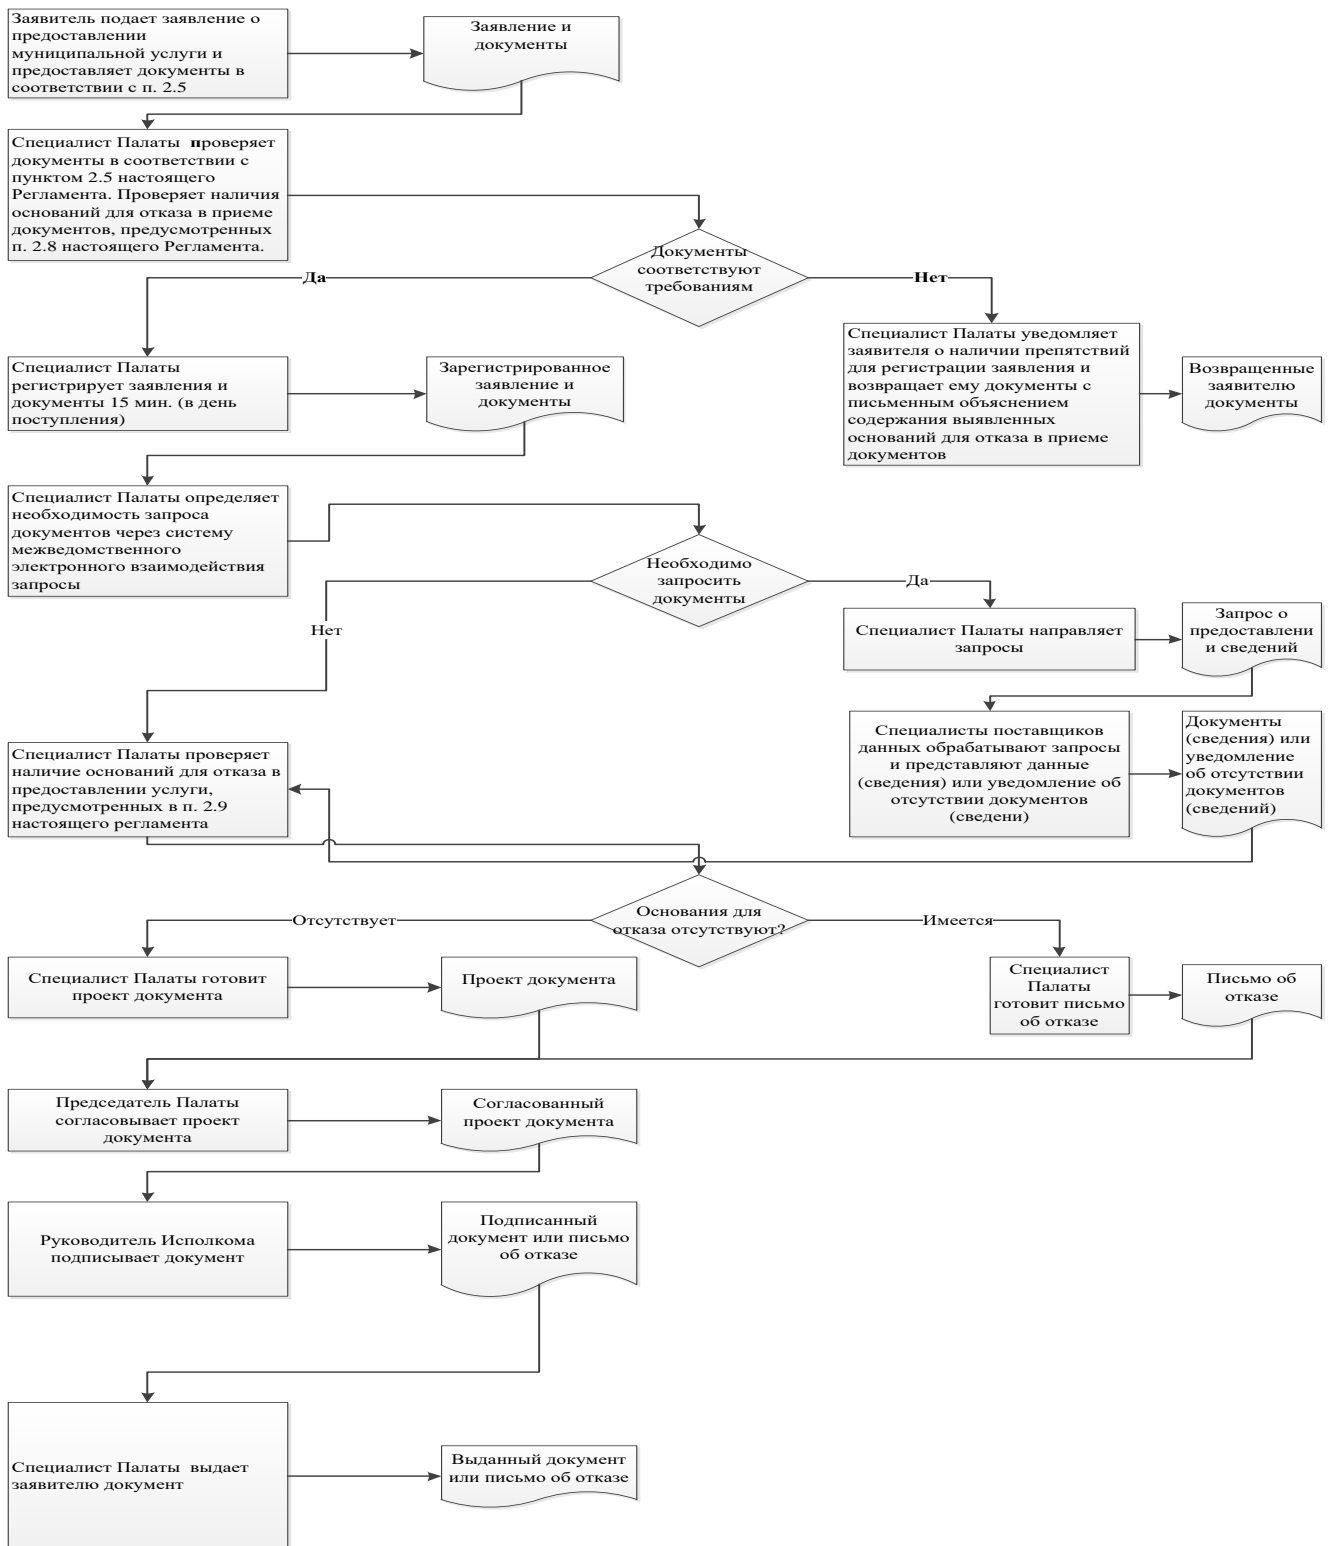 Заявитель подает заявление о
предоставлении
муниципальной услуги и
предоставляет документы в
соответствии с п. 2.5
Заявление и
документы
Специалист Палаты проверяет
документы в соответствии с
пунктом 2.5 настоящего
Регламента. Проверяет наличия
оснований для отказа в приеме
документов, предусмотренных
п. 2.8 настоящего Регламента.
Документы
соответствуют
требованиям
Да
Нет
Специалист Палаты
регистрирует заявления и
документы 15 мин. (в день
поступления)
Зарегистрированное
заявление и
документы
Специалист Палаты уведомляет
заявителя о наличии препятствий
для регистрации заявления и
возвращает ему документы с
письменным объяснением
содержания выявленных
оснований для отказа в приеме
документов
Возвращенные
заявителю
документы
Специалист Палаты определяет
необходимость запроса
документов через систему
межведомственного
электронного взаимодействия
запросы
Необходимо
запросить
документы
Да
Нет
Специалист Палаты направляет
запросы
Запрос о
предоставлени
и сведений
Специалисты поставщиков
данных обрабатывают запросы
и представляют данные
(сведения) или уведомление об
отсутствии документов
(сведени)
Документы
(сведения) или
уведомление
об отсутствии
документов
(сведений)
Специалист Палаты проверяет
наличие оснований для отказа в
предоставлении услуги,
предусмотренных в п. 2.9
настоящего регламента
Основания для
отказа отсутствуют?
Отсутствует
Имеется
Специалист Палаты готовит
проект документа
Проект документа
Специалист
Палаты
готовит письмо
об отказе
Письмо об
отказе
Председатель Палаты
согласовывает проект
документа
Согласованный
проект документа
Руководитель Исполкома
подписывает документ
Подписанный
документ или письмо
об отказе
Специалист Палаты выдает
заявителю документ
Выданный документ
или письмо об отказе